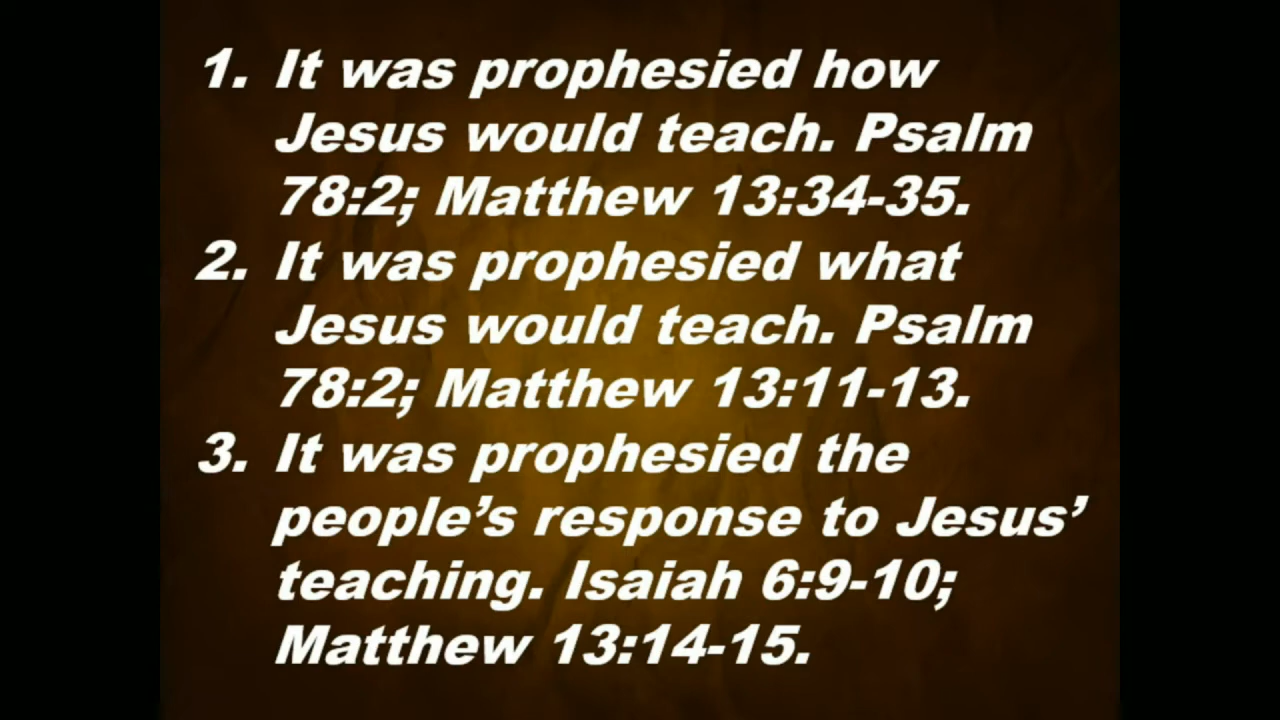 1. It was prophesied how
Jesus would teach. Psalm
78:2; Matthew 13:34-35.
2. It was prophesied what
Jesus would teach. Psalm
78:2; Matthew 13:11-13.
3. It was prophesied the
people’s response to Jesus’
teaching. Isaiah 6:9-10;
Matthew 13:14-15.